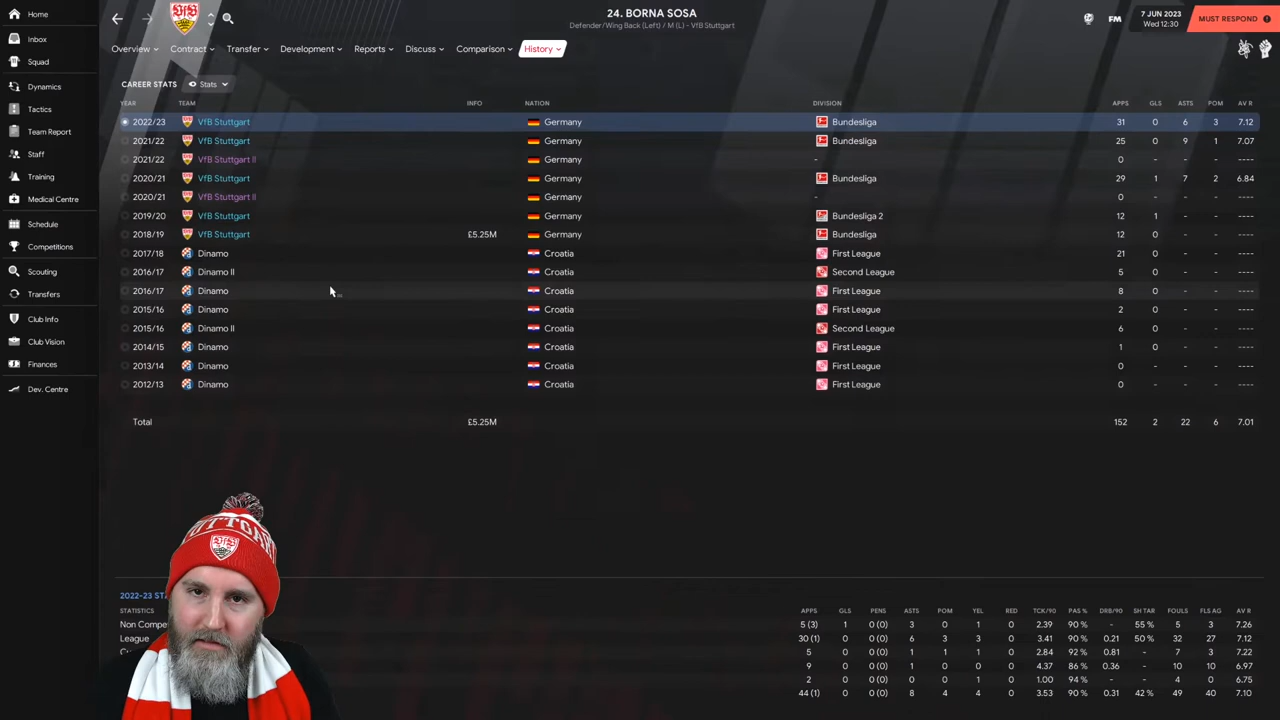 24. BORNA SOSA
Defender/Wing Back (Left) / M (L) - VfB Stuttgart
FM
7 JUN 2023
Wed 12:30
MUST RESPOND
Home
Inbox
Squad
Dynamics
Tactics
Team Report
Staff
Training
Medical Centre
Schedule
Competitions
Scouting
Transfers
Club Info
Club Vision
Finances
Dev. Centre
Overview Contract Transfer Development Reports Discuss Comparison History
CAREER STATS Stats
YEAR TEAM INFO NATION DIVISION APPS GLS ASTS POM AV R
2022/23 VfB Stuttgart Germany Bundesliga 31 0 6 3 7.12
2021/22 VfB Stuttgart Germany Bundesliga 25 0 9 1 7.07
2021/22 VfB Stuttgart II Germany - 0 - - - ----
2020/21 VfB Stuttgart Germany Bundesliga 29 1 7 2 6.84
2020/21 VfB Stuttgart II Germany - 0 - - - ----
2019/20 VfB Stuttgart Germany Bundesliga 2 12 1 - - ----
2018/19 VfB Stuttgart £5.25M Germany Bundesliga 12 0 - - ----
2017/18 Dinamo Croatia First League 21 0 - - ----
2016/17 Dinamo II Croatia Second League 5 0 - - ----
2016/17 Dinamo Croatia First League 8 0 - - ----
2015/16 Dinamo Croatia First League 2 0 - - ----
2015/16 Dinamo II Croatia Second League 6 0 - - ----
2014/15 Dinamo Croatia First League 1 0 - - ----
2013/14 Dinamo Croatia First League 0 0 - - ----
2012/13 Dinamo Croatia First League 0 0 - - ----
Total £5.25M 152 2 22 6 7.01
2022-23 ST
STATISTICS APPS GLS PENS ASTS POM YEL RED TCK/90 PAS % DRB/90 SH TAR FOULS FLS AG AV R
Non Compe 5 (3) 1 0 (0) 3 0 1 0 2.39 90 % - 55 % 5 3 7.26
League 30 (1) 0 0 (0) 6 3 3 0 3.41 90 % 0.21 50 % 32 27 7.12
5 0 0 (0) 1 1 1 0 2.84 92 % 0.81 - 7 3 7.22
9 0 0 (0) 1 0 0 0 4.37 86 % 0.36 - 10 10 6.97
2 0 0 (0) 0 0 1 0 1.00 94 % - - 4 0 6.75
44 (1) 0 0 (0) 8 4 4 0 3.53 90 % 0.31 42 % 49 40 7.10